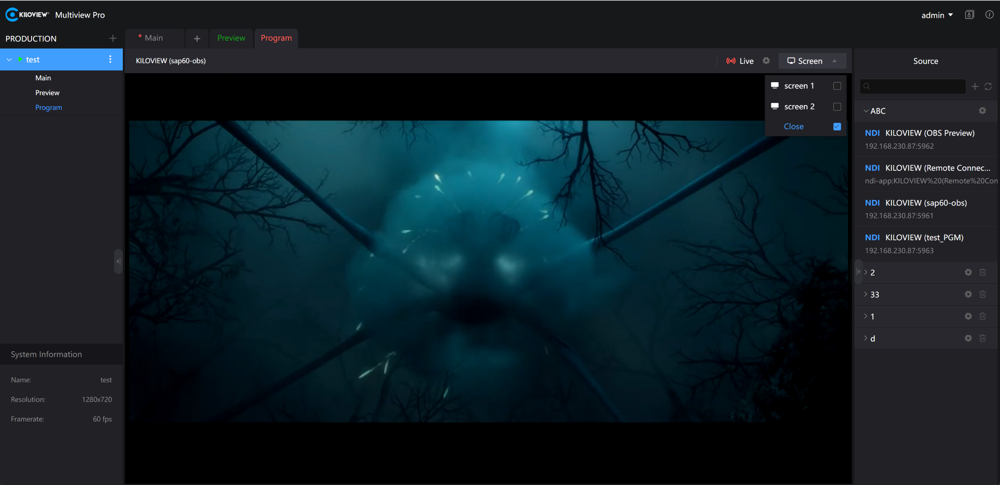 KILOVIEW® Multiview Pro
admin
PRODUCTION
* Main
+
Preview
Program
test
Main
Preview
Program
KILOVIEW (sap60-obs)
Live
Screen
screen 1
screen 2
Close
Source
ABC
NDI KILOVIEW (OBS Preview)
192.168.230.87:5962
NDI KILOVIEW (Remote Connec...
ndi-app:KILOVIEW%20(Remote%20Con
NDI KILOVIEW (sap60-obs)
192.168.230.87:5961
NDI KILOVIEW (test_PGM)
192.168.230.87:5963
2
33
1
d
System Information
Name: test
Resolution: 1280x720
Framerate: 60 fps